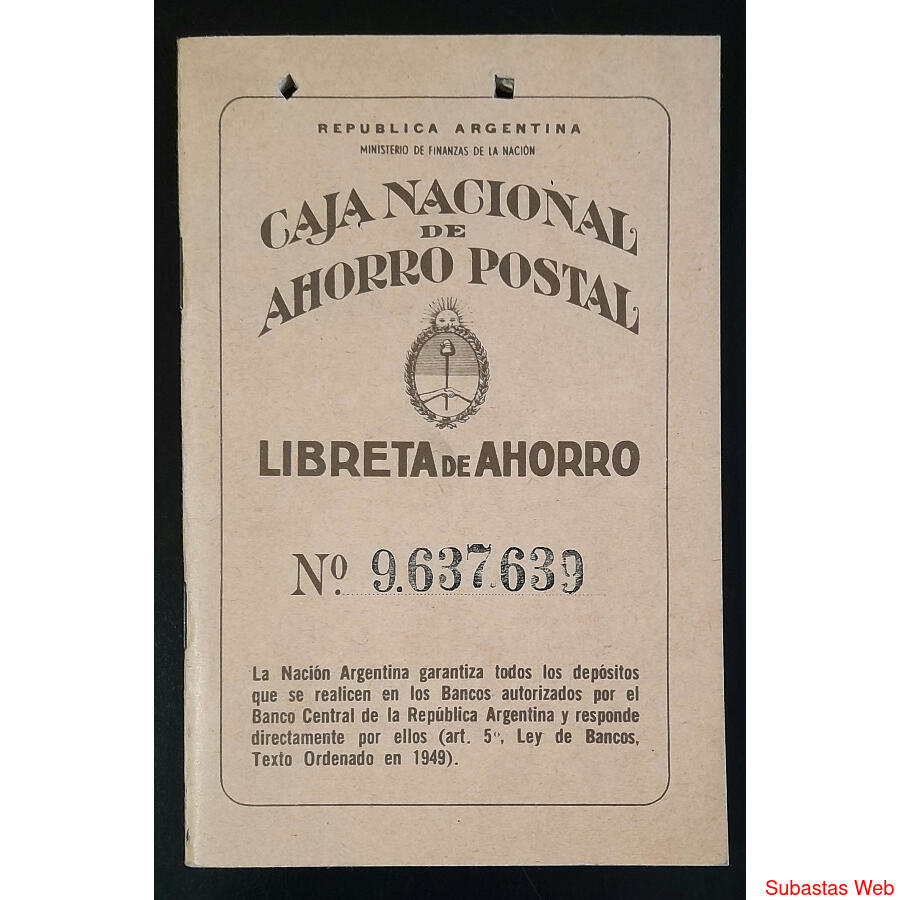 REPUBLICA ARGENTINA
MINISTERIO DE FINANZAS DE LA NACIÓN
CAJA NACIONAL
DE
AHORRO POSTAL
LIBRETA DE AHORRO
Nº. 9.637.639
La Nación Argentina garantiza todos los depósitos
que se realicen en los Bancos autorizados por el
Banco Central de la República Argentina y responde
directamente por ellos (art. 5º, Ley de Bancos,
Texto Ordenado en 1949).
Subastas Web